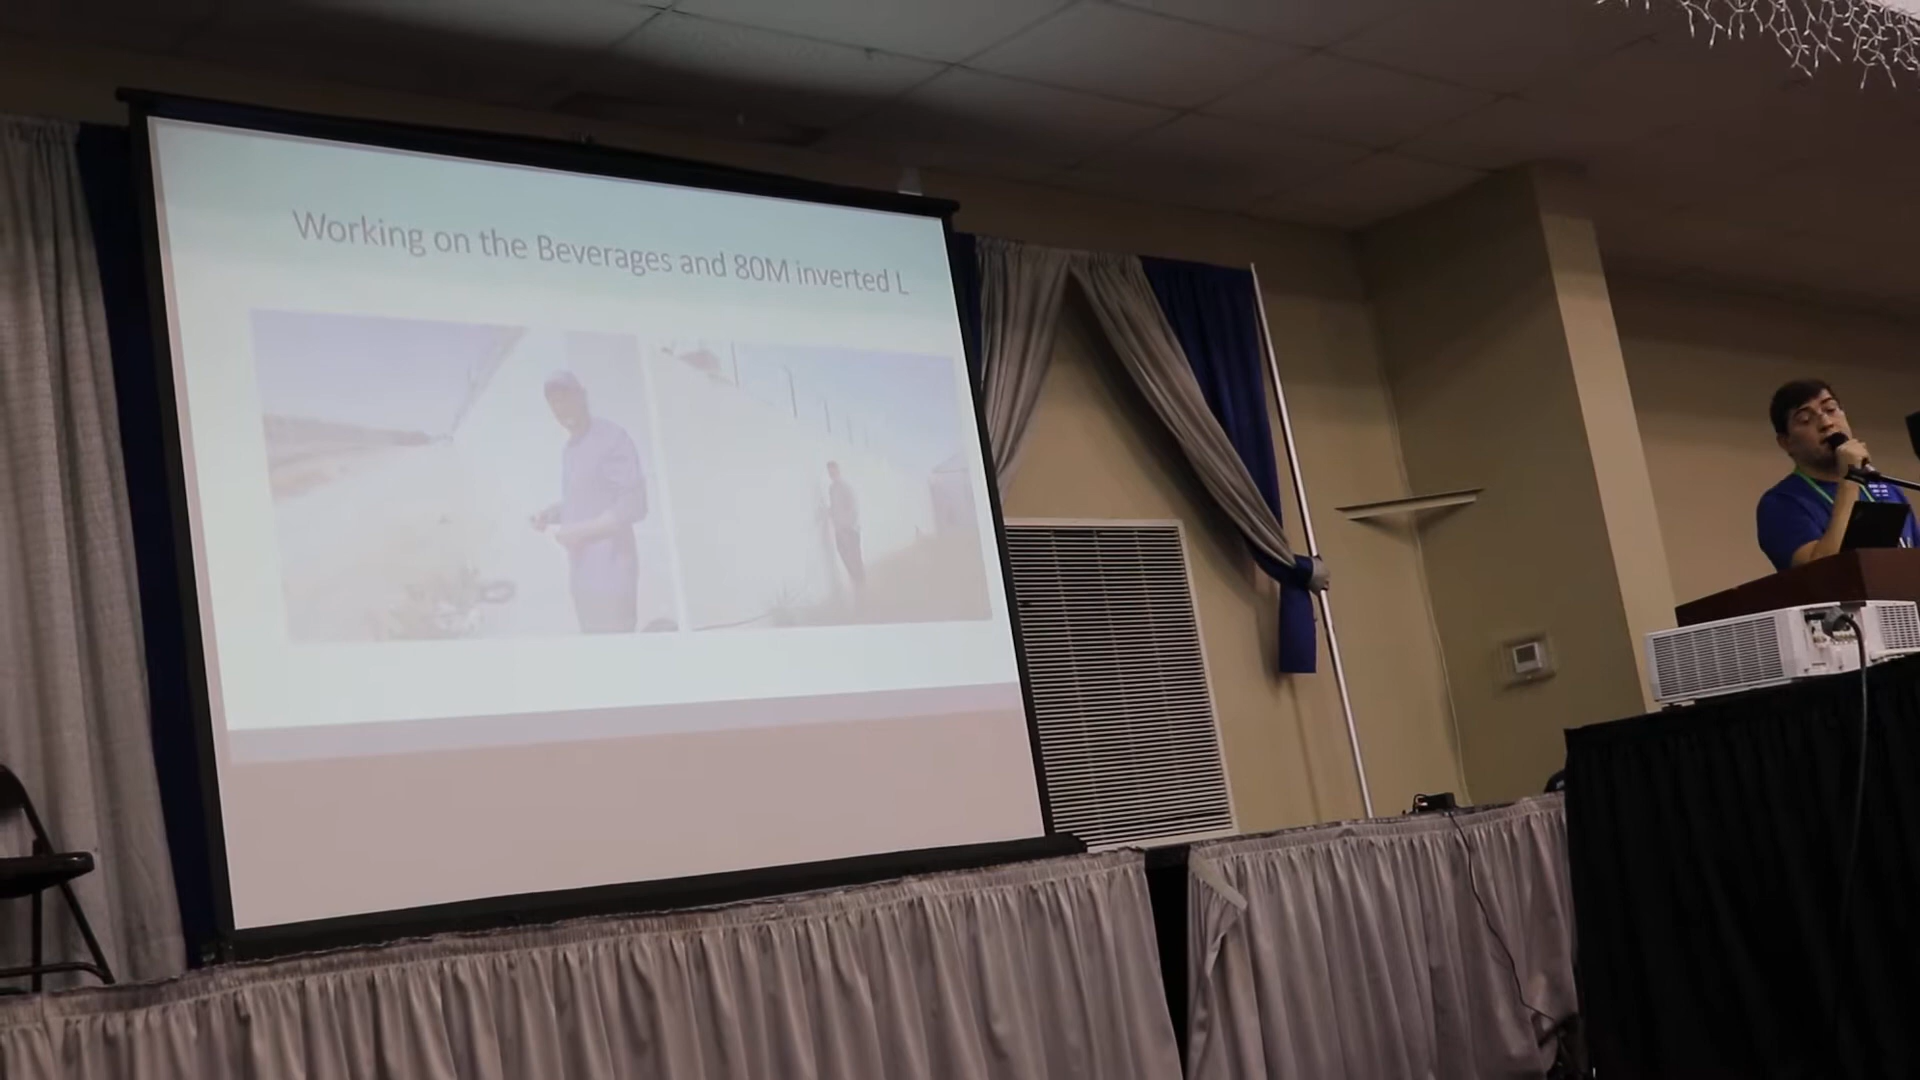 Working on the Beverages and 80M inverted L